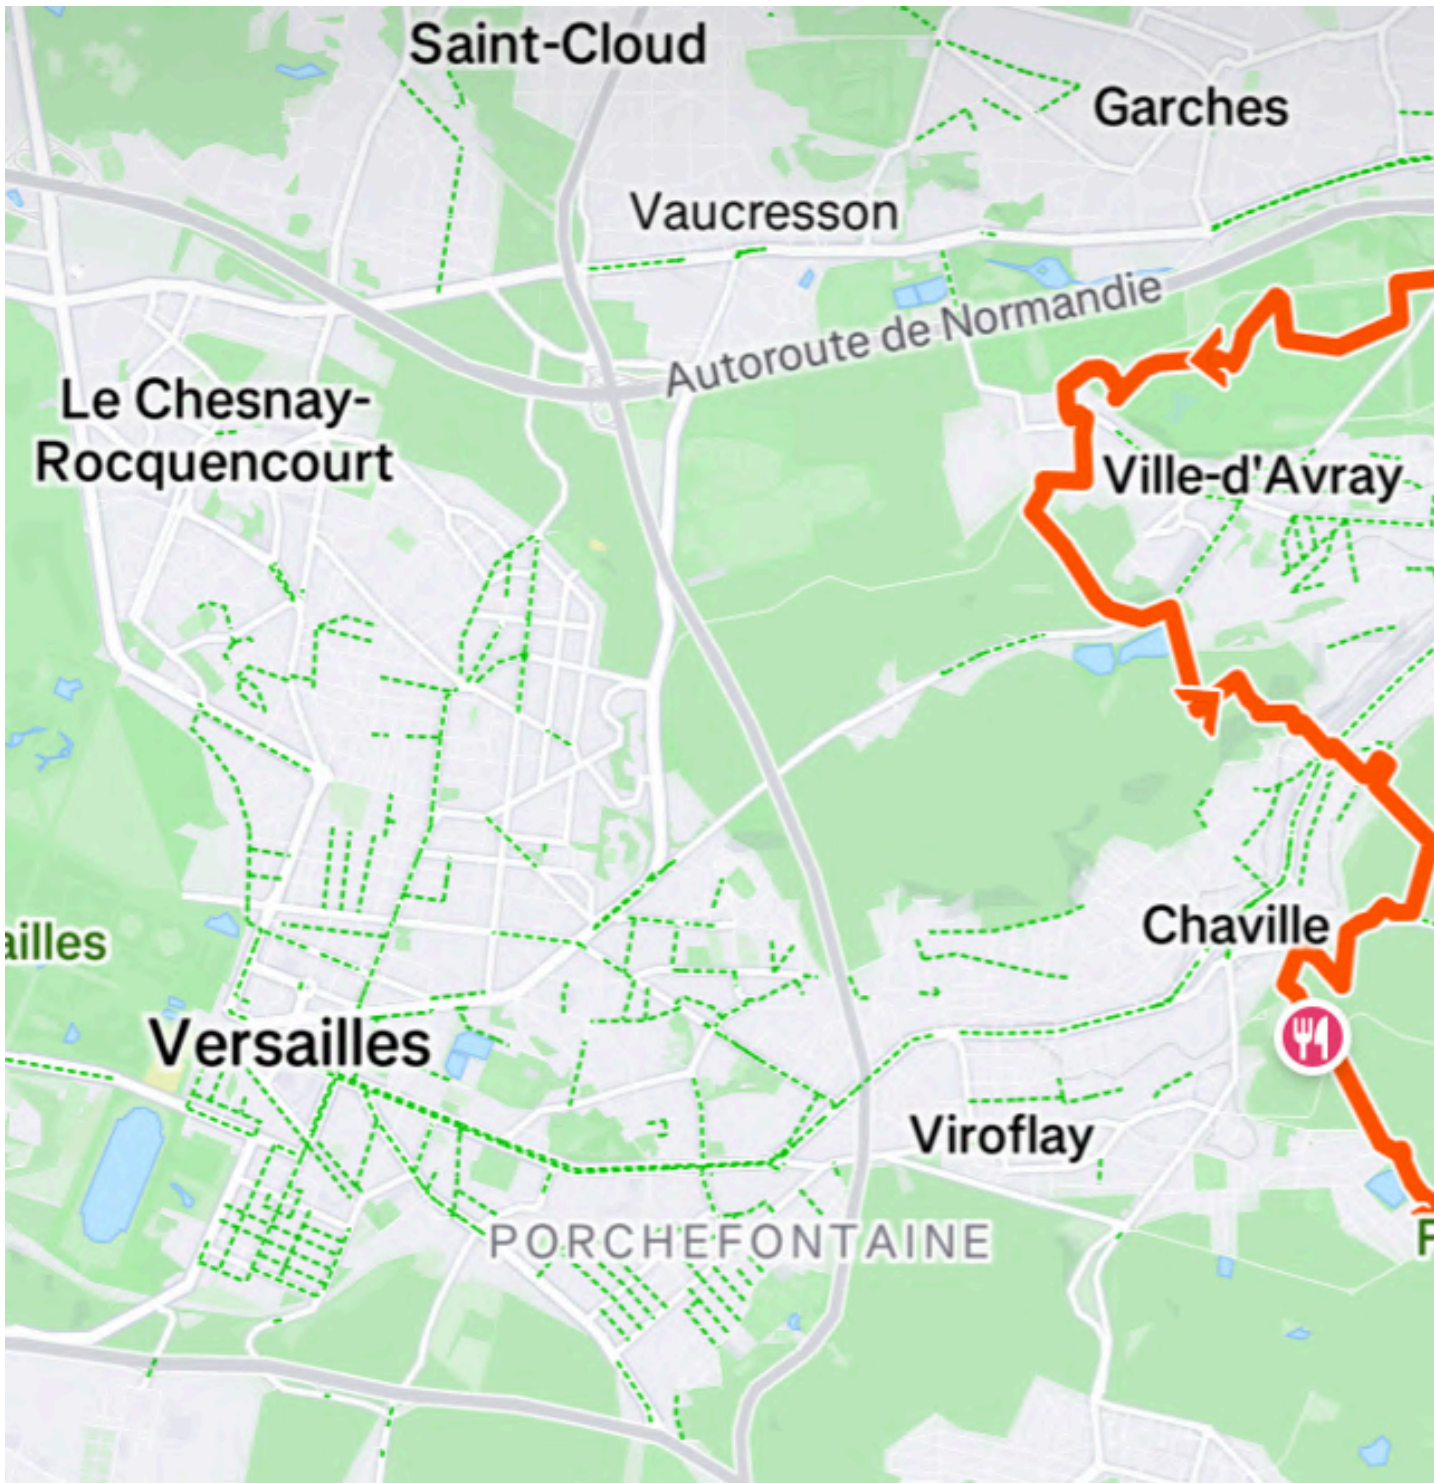 Saint-Cloud
Garches
Vaucresson
Autoroute de Normandie
Le Chesnay-
Rocquencourt
Ville-d'Avray
ailles
Chaville
Versailles
Viroflay
PORCHEFONTAINE